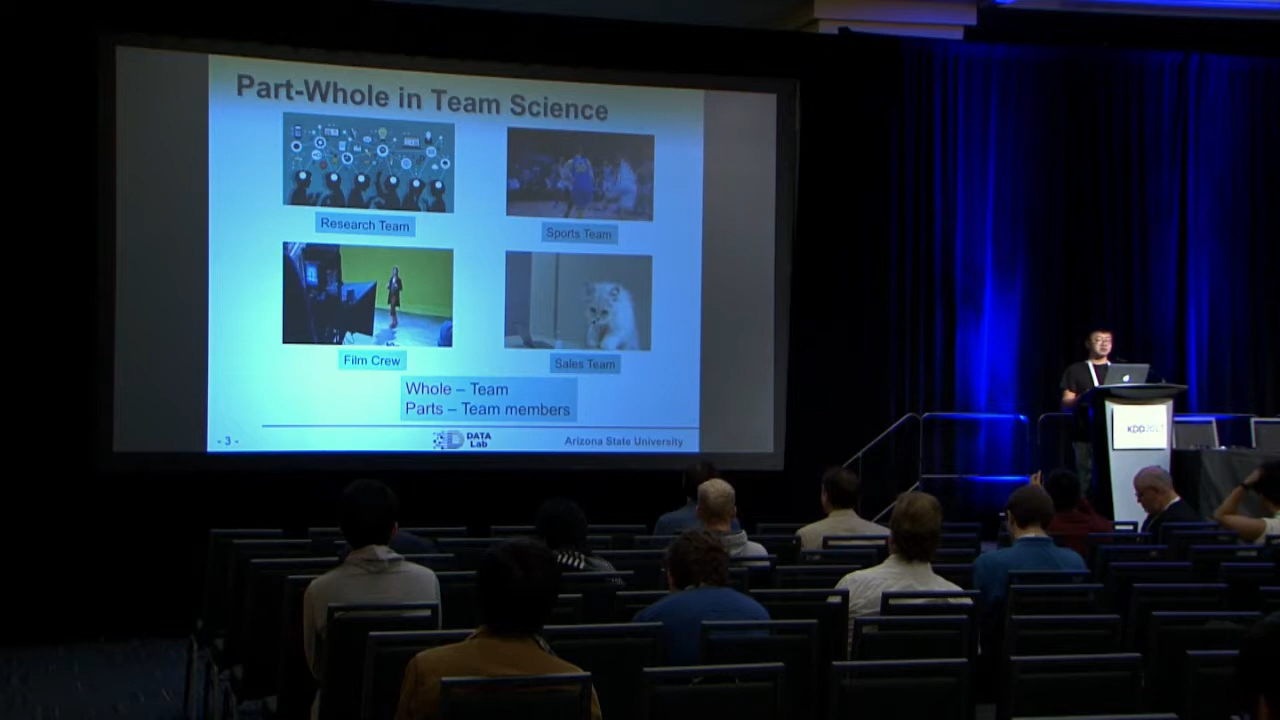 Part-Whole in Team Science
Research Team
Sports Team
Film Crew
Sales Team
Whole – Team
Parts – Team members
- 3 -
DATA
Lab
Arizona State University
KDD2017